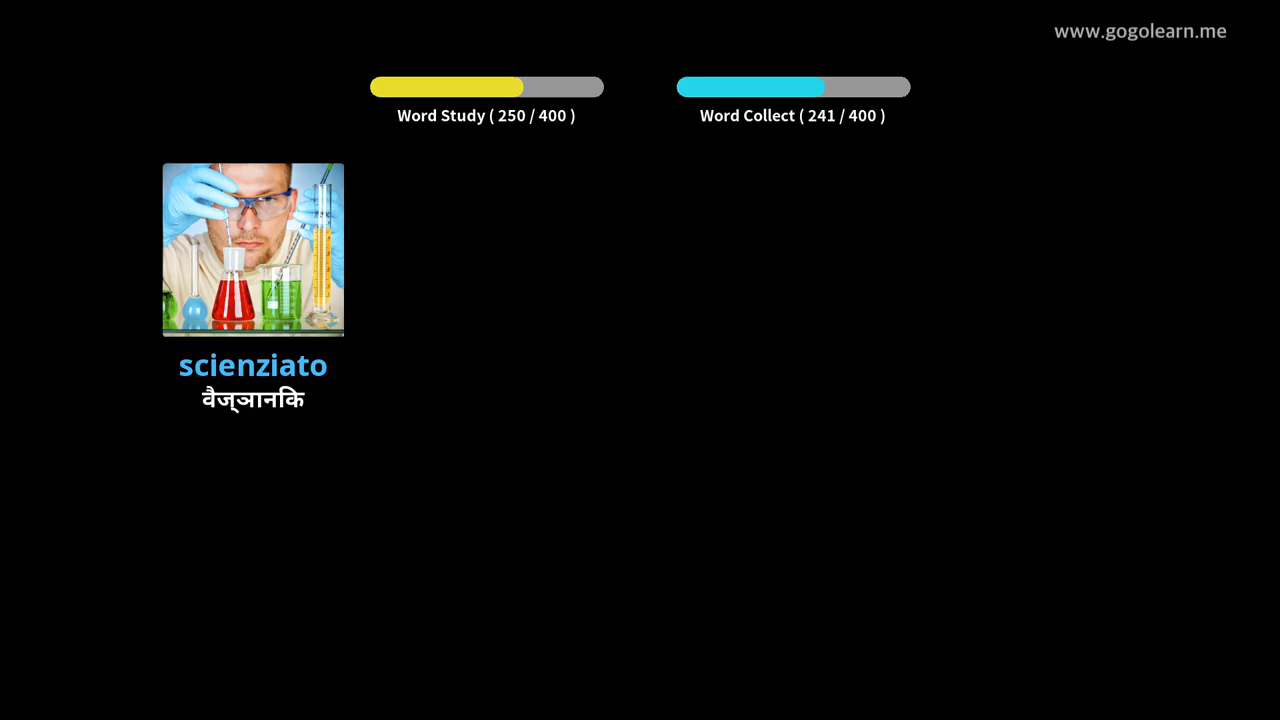 www.gogolearn.me
Word Study ( 250 / 400 )
Word Collect ( 241 / 400 )
scienziato
वैज्ञानकि